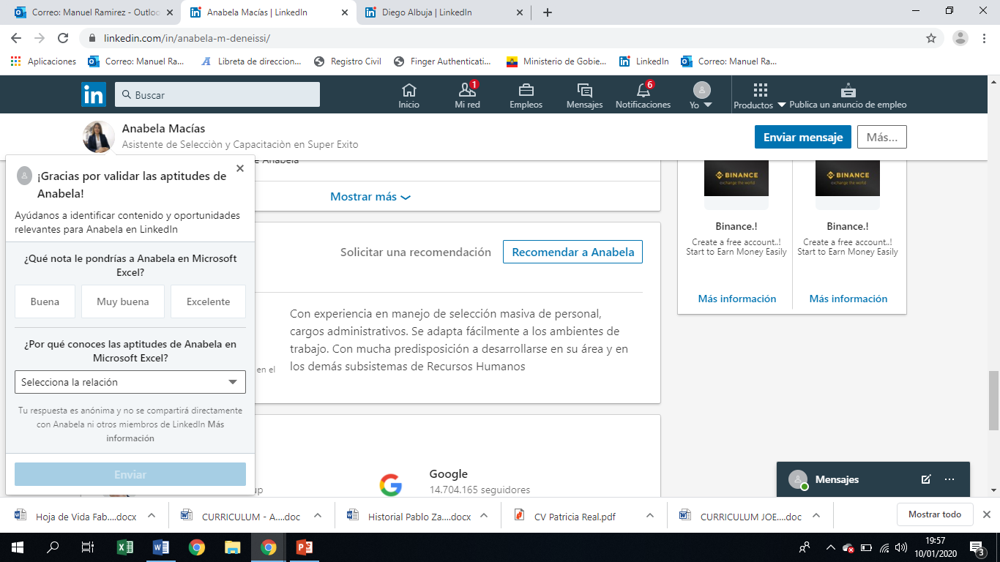 Correo: Manuel Ramirez - Outloo
Anabela Macías | LinkedIn
Diego Albuja | LinkedIn
linkedin.com/in/anabela-m-deneissi/
Aplicaciones
Correo: Manuel Ra...
Libreta de direccion...
Registro Civil
Finger Authenticati...
Ministerio de Gobie...
LinkedIn
Correo: Manuel Ra...
in
Buscar
Inicio
1
Mi red
Empleos
Mensajes
6
Notificaciones
Yo
Productos
Publica un anuncio de empleo
Anabela Macías
Asistente de Selecciòn y Capacitaciòn en Super Exito
Enviar mensaje
Más...
¡Gracias por validar las aptitudes de
Anabela!
Ayúdanos a identificar contenido y oportunidades
relevantes para Anabela en LinkedIn
¿Qué nota le pondrías a Anabela en Microsoft
Excel?
Buena
Muy buena
Excelente
¿Por qué conoces las aptitudes de Anabela en
Microsoft Excel?
Selecciona la relación
Tu respuesta es anónima y no se compartirá directamente
con Anabela ni otros miembros de LinkedIn Más
información
Enviar
e Anabela
Mostrar más
Solicitar una recomendación
Recomendar a Anabela
en el
Con experiencia en manejo de selección masiva de personal,
cargos administrativos. Se adapta fácilmente a los ambientes de
trabajo. Con mucha predisposición a desarrollarse en su área y en
los demás subsistemas de Recursos Humanos
up
Google
14.704.165 seguidores
BINANCE
exchange the world
Binance.!
Create a free account..!
Start to Earn Money Easily
Más información
BINANCE
exchange the world
Binance.!
Create a free account..!
Start to Earn Money Easily
Más información
Mensajes
Hoja de Vida Fab....docx
CURRICULUM - A....doc
Historial Pablo Za....docx
CV Patricia Real.pdf
CURRICULUM JOE....doc
Mostrar todo
19:57
10/01/2020
3